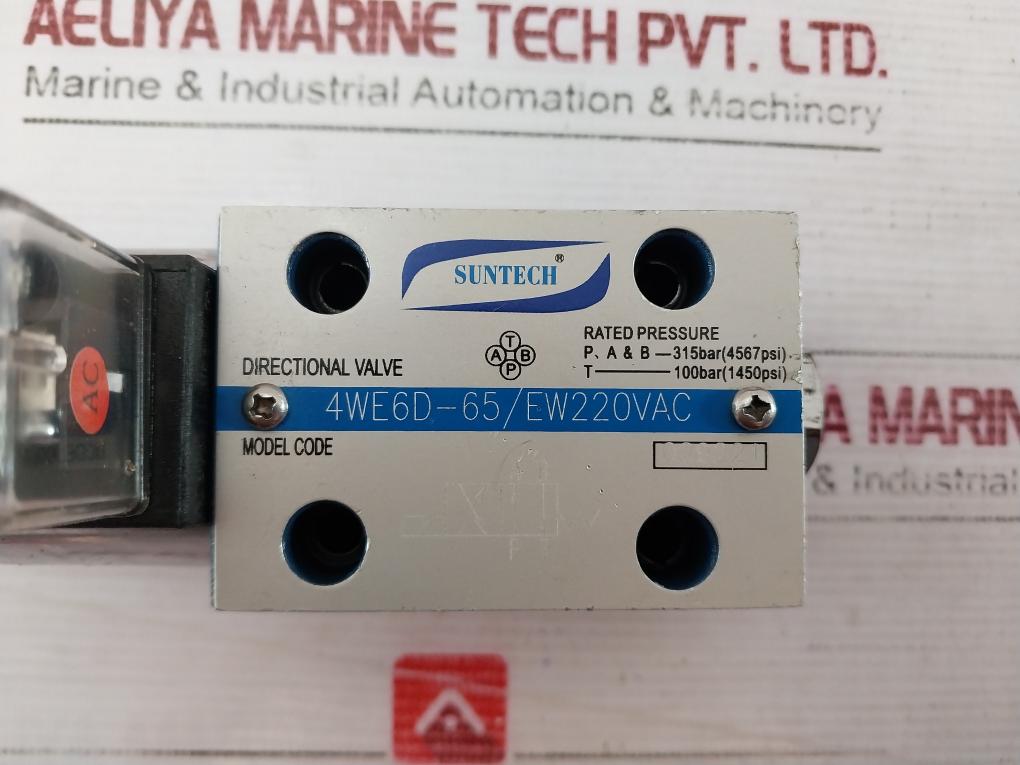 AELIYA MARINE TECH PVT. LTD.
Marine & Industrial Automation & Machinery
SUNTECH®
RATED PRESSURE
P、A & B — 315bar(4567psi)
T — 100bar(1450psi)
T
A B
P
DIRECTIONAL VALVE
4WE6D-65/EW220VAC
MODEL CODE
AC
A MARIN
& Industrial